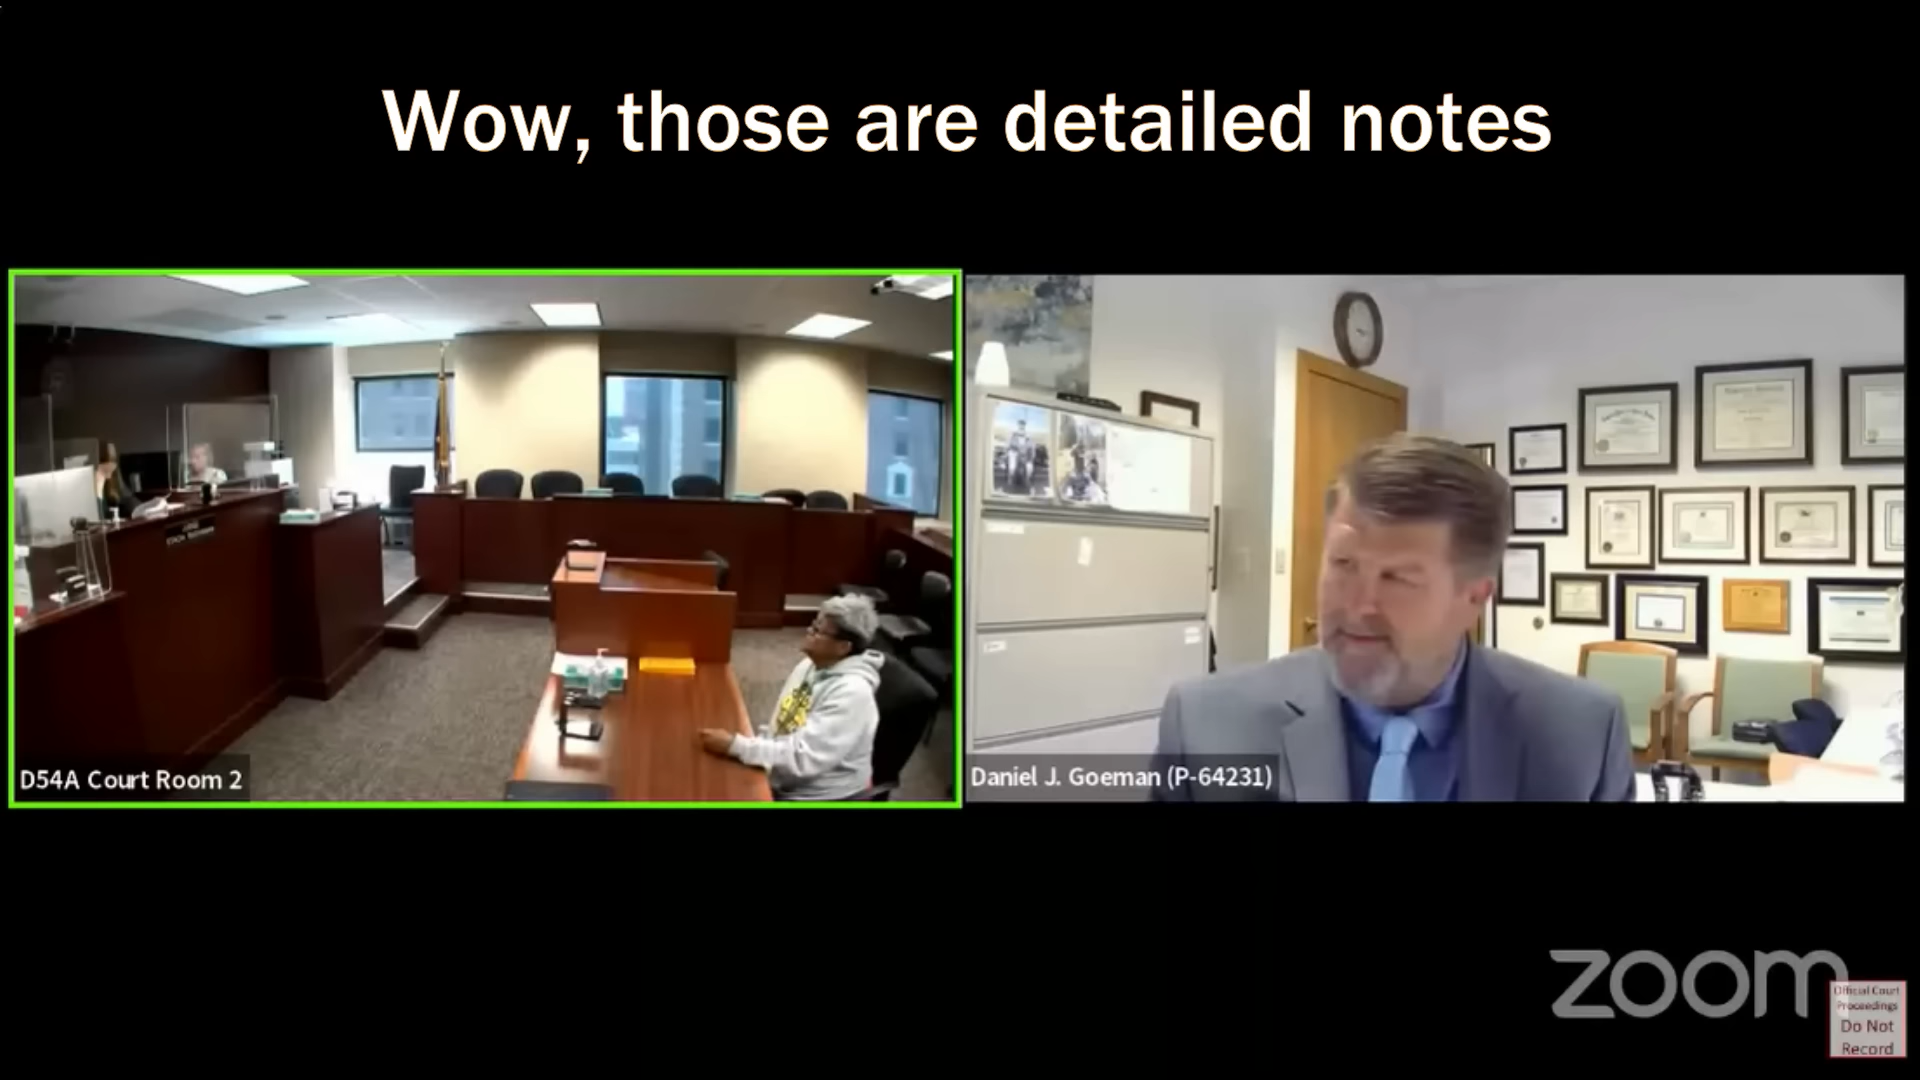 Wow, those are detailed notes
D54A Court Room 2
Daniel J. Goeman (P-64231)
zoom
Official Court
Proceedings
Do Not
Record